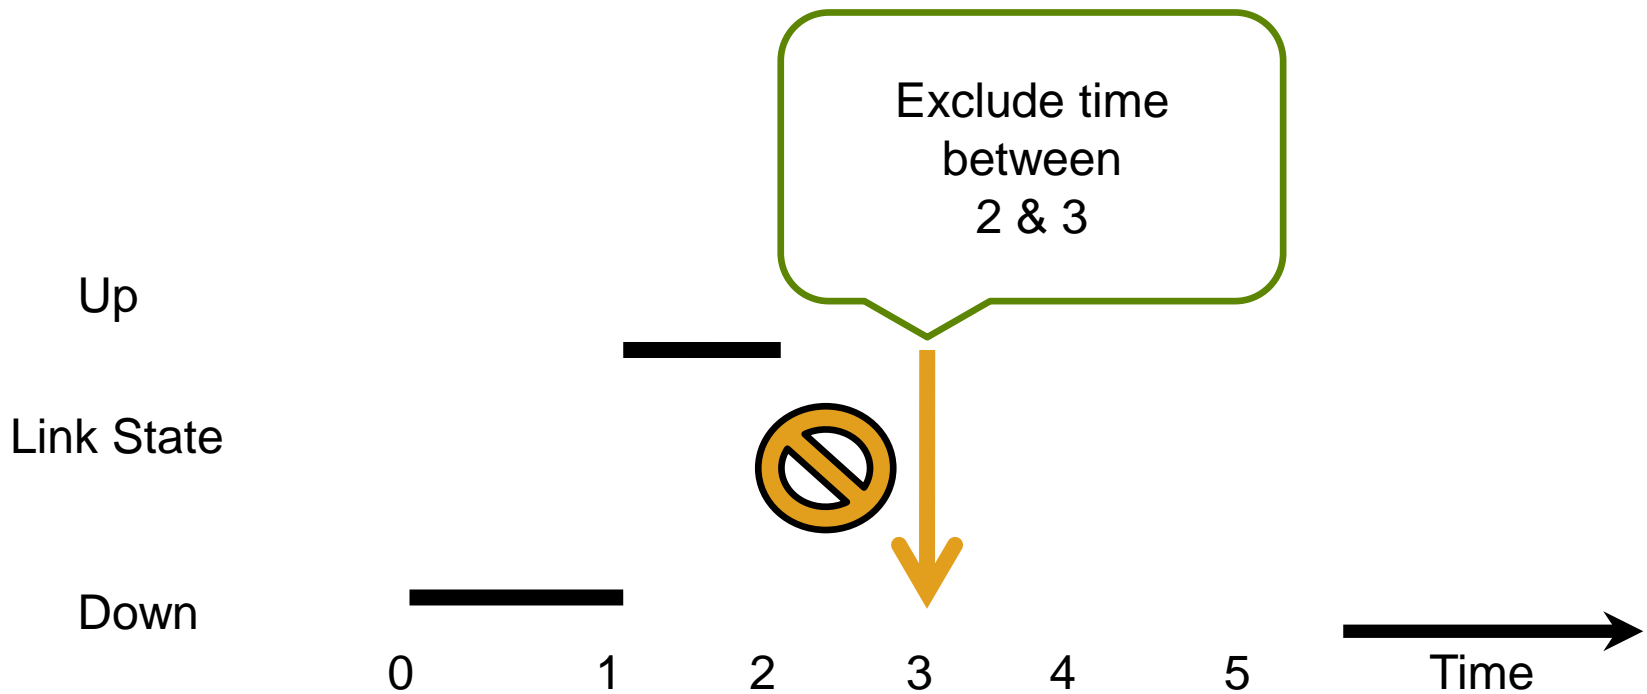 Exclude time
between
2 & 3
Up
Link State
Down
0 1 2 3 4 5 Time